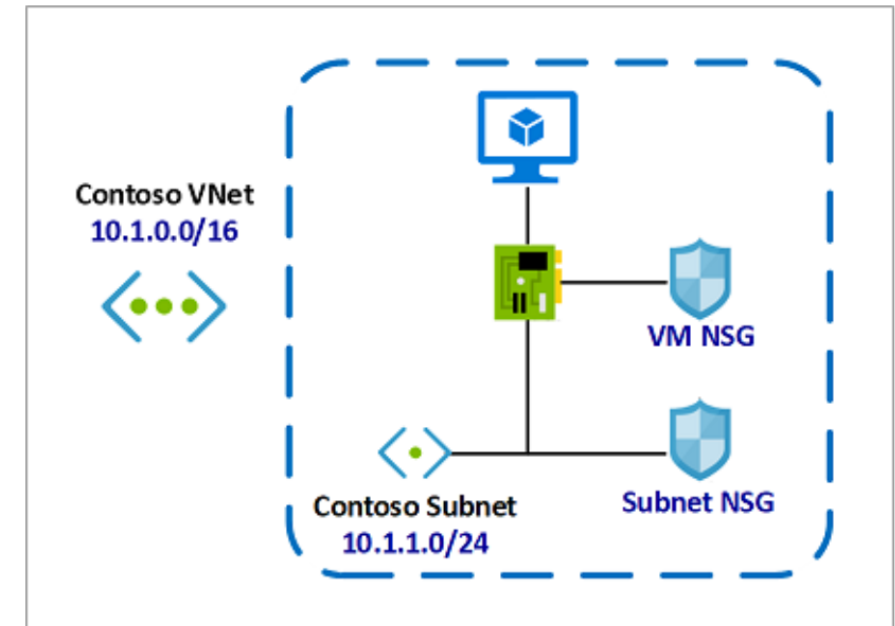 Contoso VNet
10.1.0.0/16
VM NSG
Contoso Subnet
10.1.1.0/24
Subnet NSG